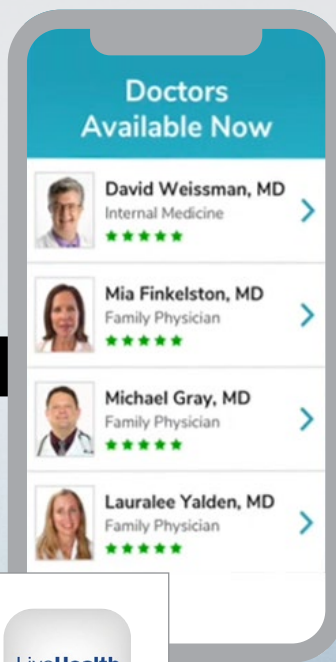 Doctors
Available Now
David Weissman, MD
Internal Medicine
Mia Finkelston, MD
Family Physician
Michael Gray, MD
Family Physician
Lauralee Yalden, MD
Family Physician
LiveHealth